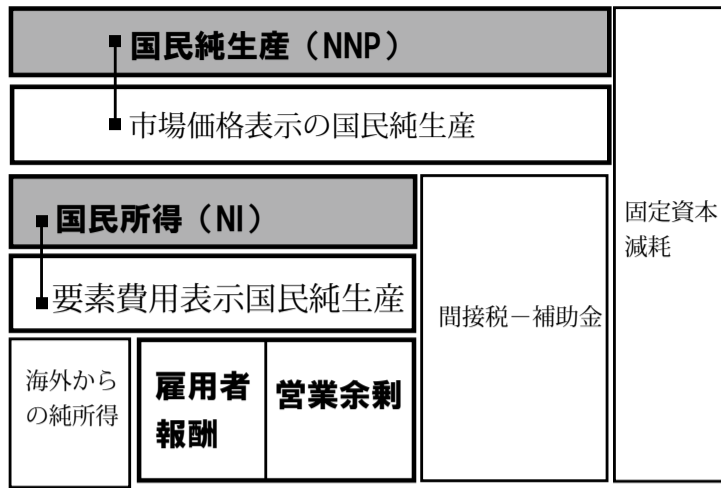 国民純生産（NNP）
市場価格表示の国民純生産
国民所得（NI）
要素費用表示国民純生産
海外から
の純所得
雇用者
報酬
営業余剰
間接税－補助金
固定資本
減耗